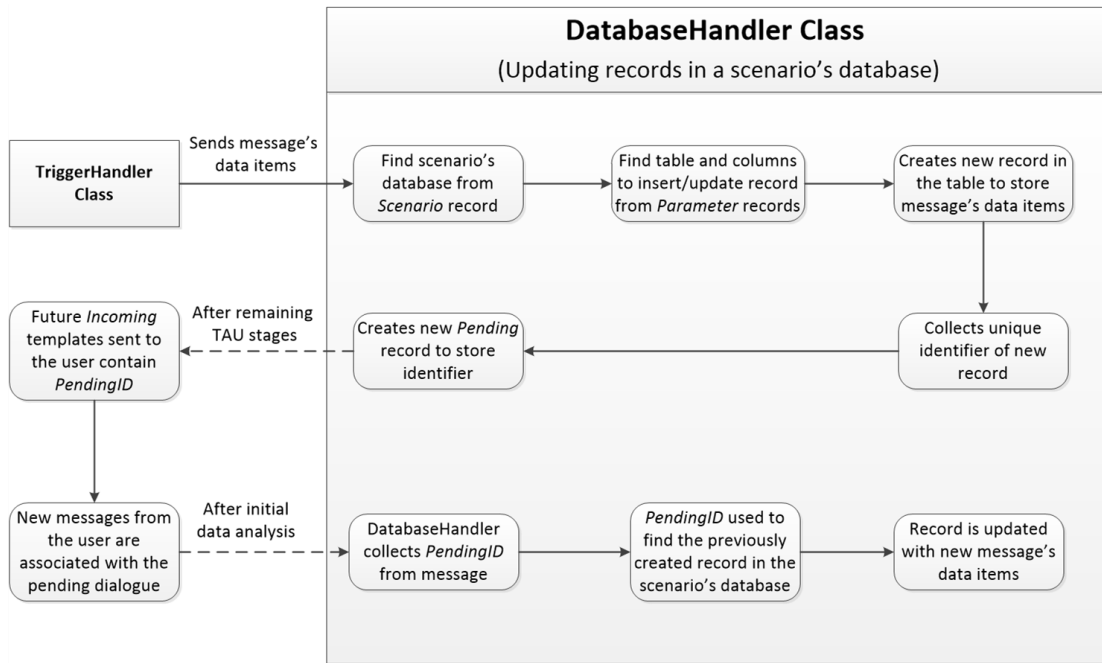 DatabaseHandler Class
(Updating records in a scenario's database)
TriggerHandler
Class
Sends message's
data items
Find scenario's
database from
Scenario record
Find table and columns
to insert/update record
from Parameter records
Creates new record in
the table to store
message's data items
Future Incoming
templates sent to
the user contain
PendingID
After remaining
TAU stages
Creates new Pending
record to store
identifier
Collects unique
identifier of new
record
New messages from
the user are
associated with the
pending dialogue
After initial
data analysis
DatabaseHandler
collects PendingID
from message
PendingID used to
find the previously
created record in the
scenario's database
Record is updated
with new message's
data items